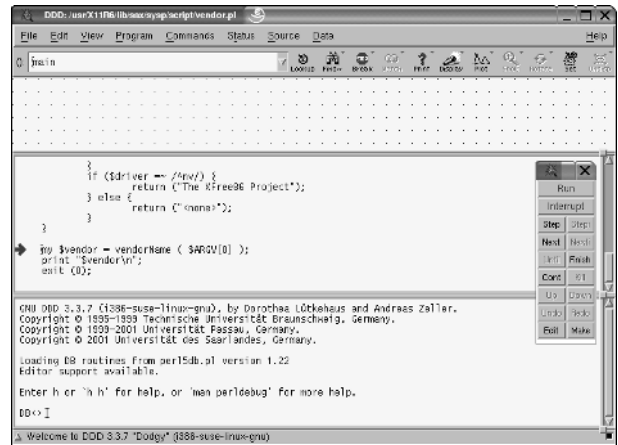 DDD: /usr/X11R6/lib/sax/sysp/script/vendor.pl
File Edit View Program Commands Status Source Data Help
main
Lookup Find>> Break Print Display Plot Set
}
if ($driver =~ /^nv/) {
return ("The XFree86 Project");
} else {
return ("<none>");
}
}
my $vendor = vendorName ( $ARGV[0] );
print "$vendor\n";
exit (0);
Run
Interrupt
Step Stepi
Next Nexti
Until Finish
Cont Kill
Up Down
Undo Redo
Edit Make
GNU DDD 3.3.7 (i386-suse-linux-gnu), by Dorothea Lütkehaus and Andreas Zeller.
Copyright © 1995-1999 Technische Universität Braunschweig, Germany.
Copyright © 1999-2001 Universität Passau, Germany.
Copyright © 2001 Universität des Saarlandes, Germany.
Loading DB routines from perl5db.pl version 1.22
Editor support available.
Enter h or `h h' for help, or `man perldebug' for more help.
DB<>
Welcome to DDD 3.3.7 "Dodgy" (i386-suse-linux-gnu)